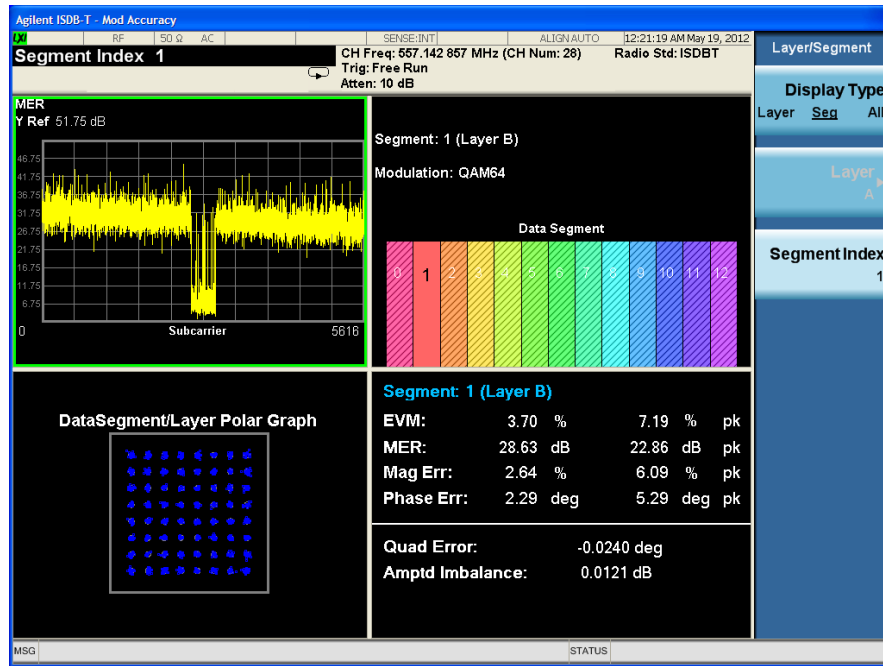 Agilent ISDB-T - Mod Accuracy
LXI RF 50 Ω AC SENSE:INT ALIGN AUTO 12:21:19 AM May 19, 2012
Segment Index 1
CH Freq: 557.142 857 MHz (CH Num: 28) Radio Std: ISDBT
Trig: Free Run
Atten: 10 dB
Layer/Segment
Display Type
Layer Seg All
Layer
A
Segment Index
1
MER
Y Ref 51.75 dB
46.75
41.75
36.75
31.75
26.75
21.75
16.75
11.75
6.75
0 Subcarrier 5616
Segment: 1 (Layer B)
Modulation: QAM64
Data Segment
0 1 2 3 4 5 6 7 8 9 10 11 12
DataSegment/Layer Polar Graph
Segment: 1 (Layer B)
EVM: 3.70 % 7.19 % pk
MER: 28.63 dB 22.86 dB pk
Mag Err: 2.64 % 6.09 % pk
Phase Err: 2.29 deg 5.29 deg pk
Quad Error: -0.0240 deg
Amptd Imbalance: 0.0121 dB
MSG STATUS